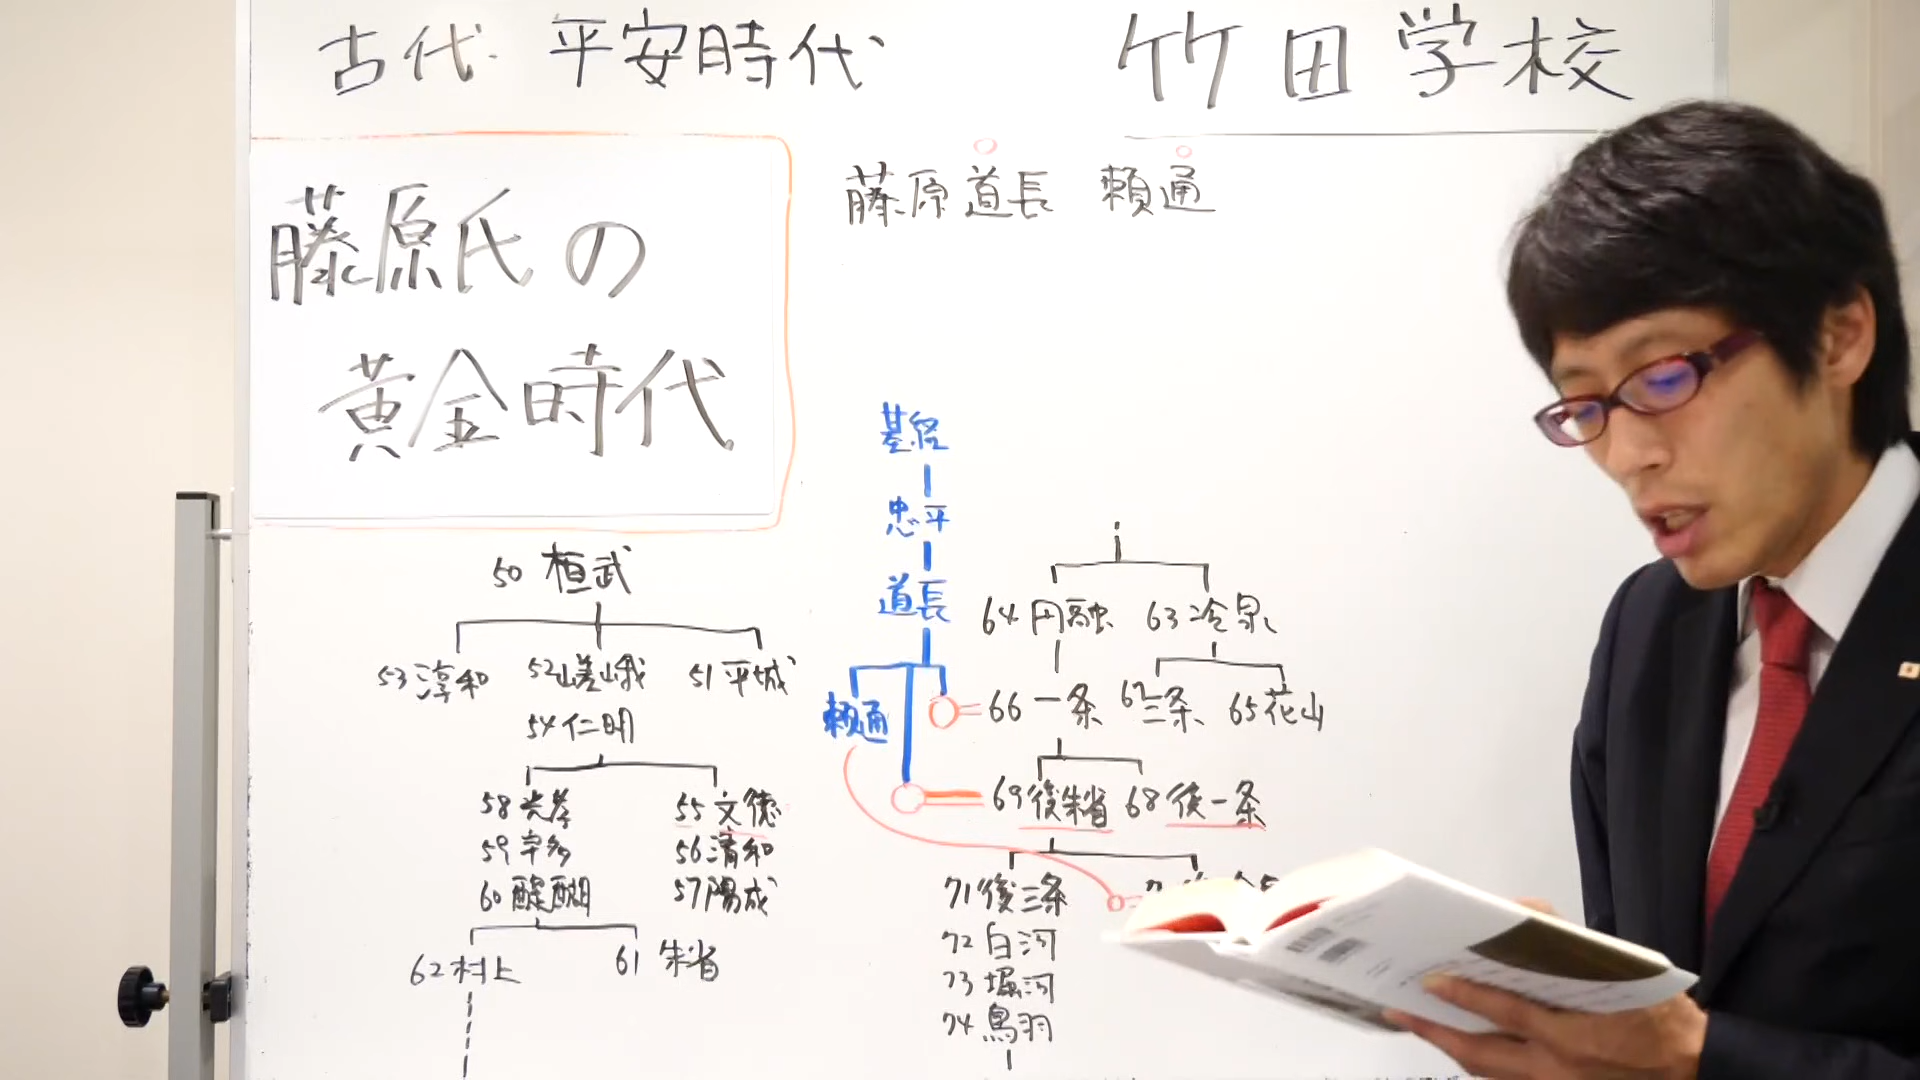 古代 平安時代
竹田学校
藤原氏の
黄金時代
藤原道長 頼通
基経
忠平
道長
頼通
50 桓武
53 淳和 52 嵯峨 51 平城
54 仁明
58 光孝 55 文徳
59 宇多 56 清和
60 醍醐 57 陽成
62 村上 61 朱雀
64 円融 63 冷泉
66 一条 67 三条 65 花山
69 後朱雀 68 後一条
71 後三条
72 白河
73 堀河
74 鳥羽